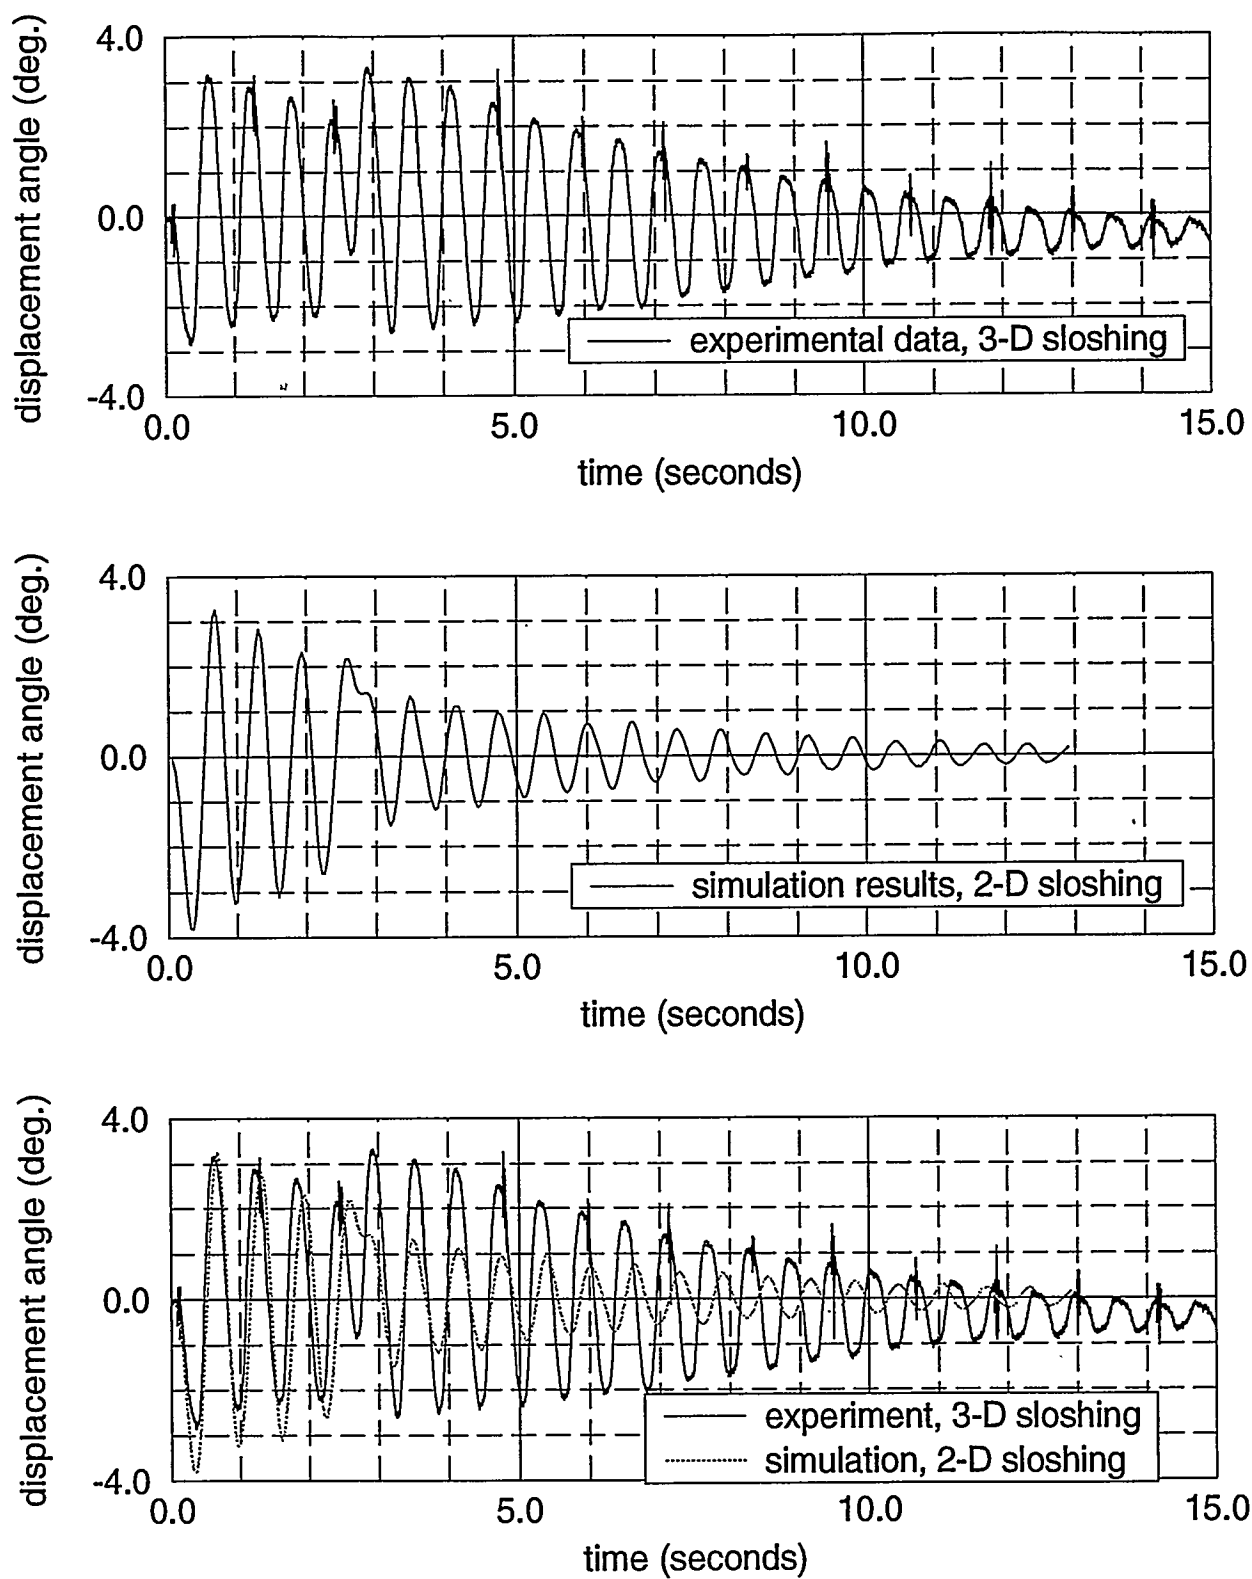 displacement angle (deg.)
4.0
0.0
-4.0
experimental data, 3-D sloshing
0.0 5.0 10.0 15.0
time (seconds)
displacement angle (deg.)
4.0
0.0
-4.0
simulation results, 2-D sloshing
0.0 5.0 10.0 15.0
time (seconds)
displacement angle (deg.)
4.0
0.0
-4.0
experiment, 3-D sloshing
simulation, 2-D sloshing
0.0 5.0 10.0 15.0
time (seconds)